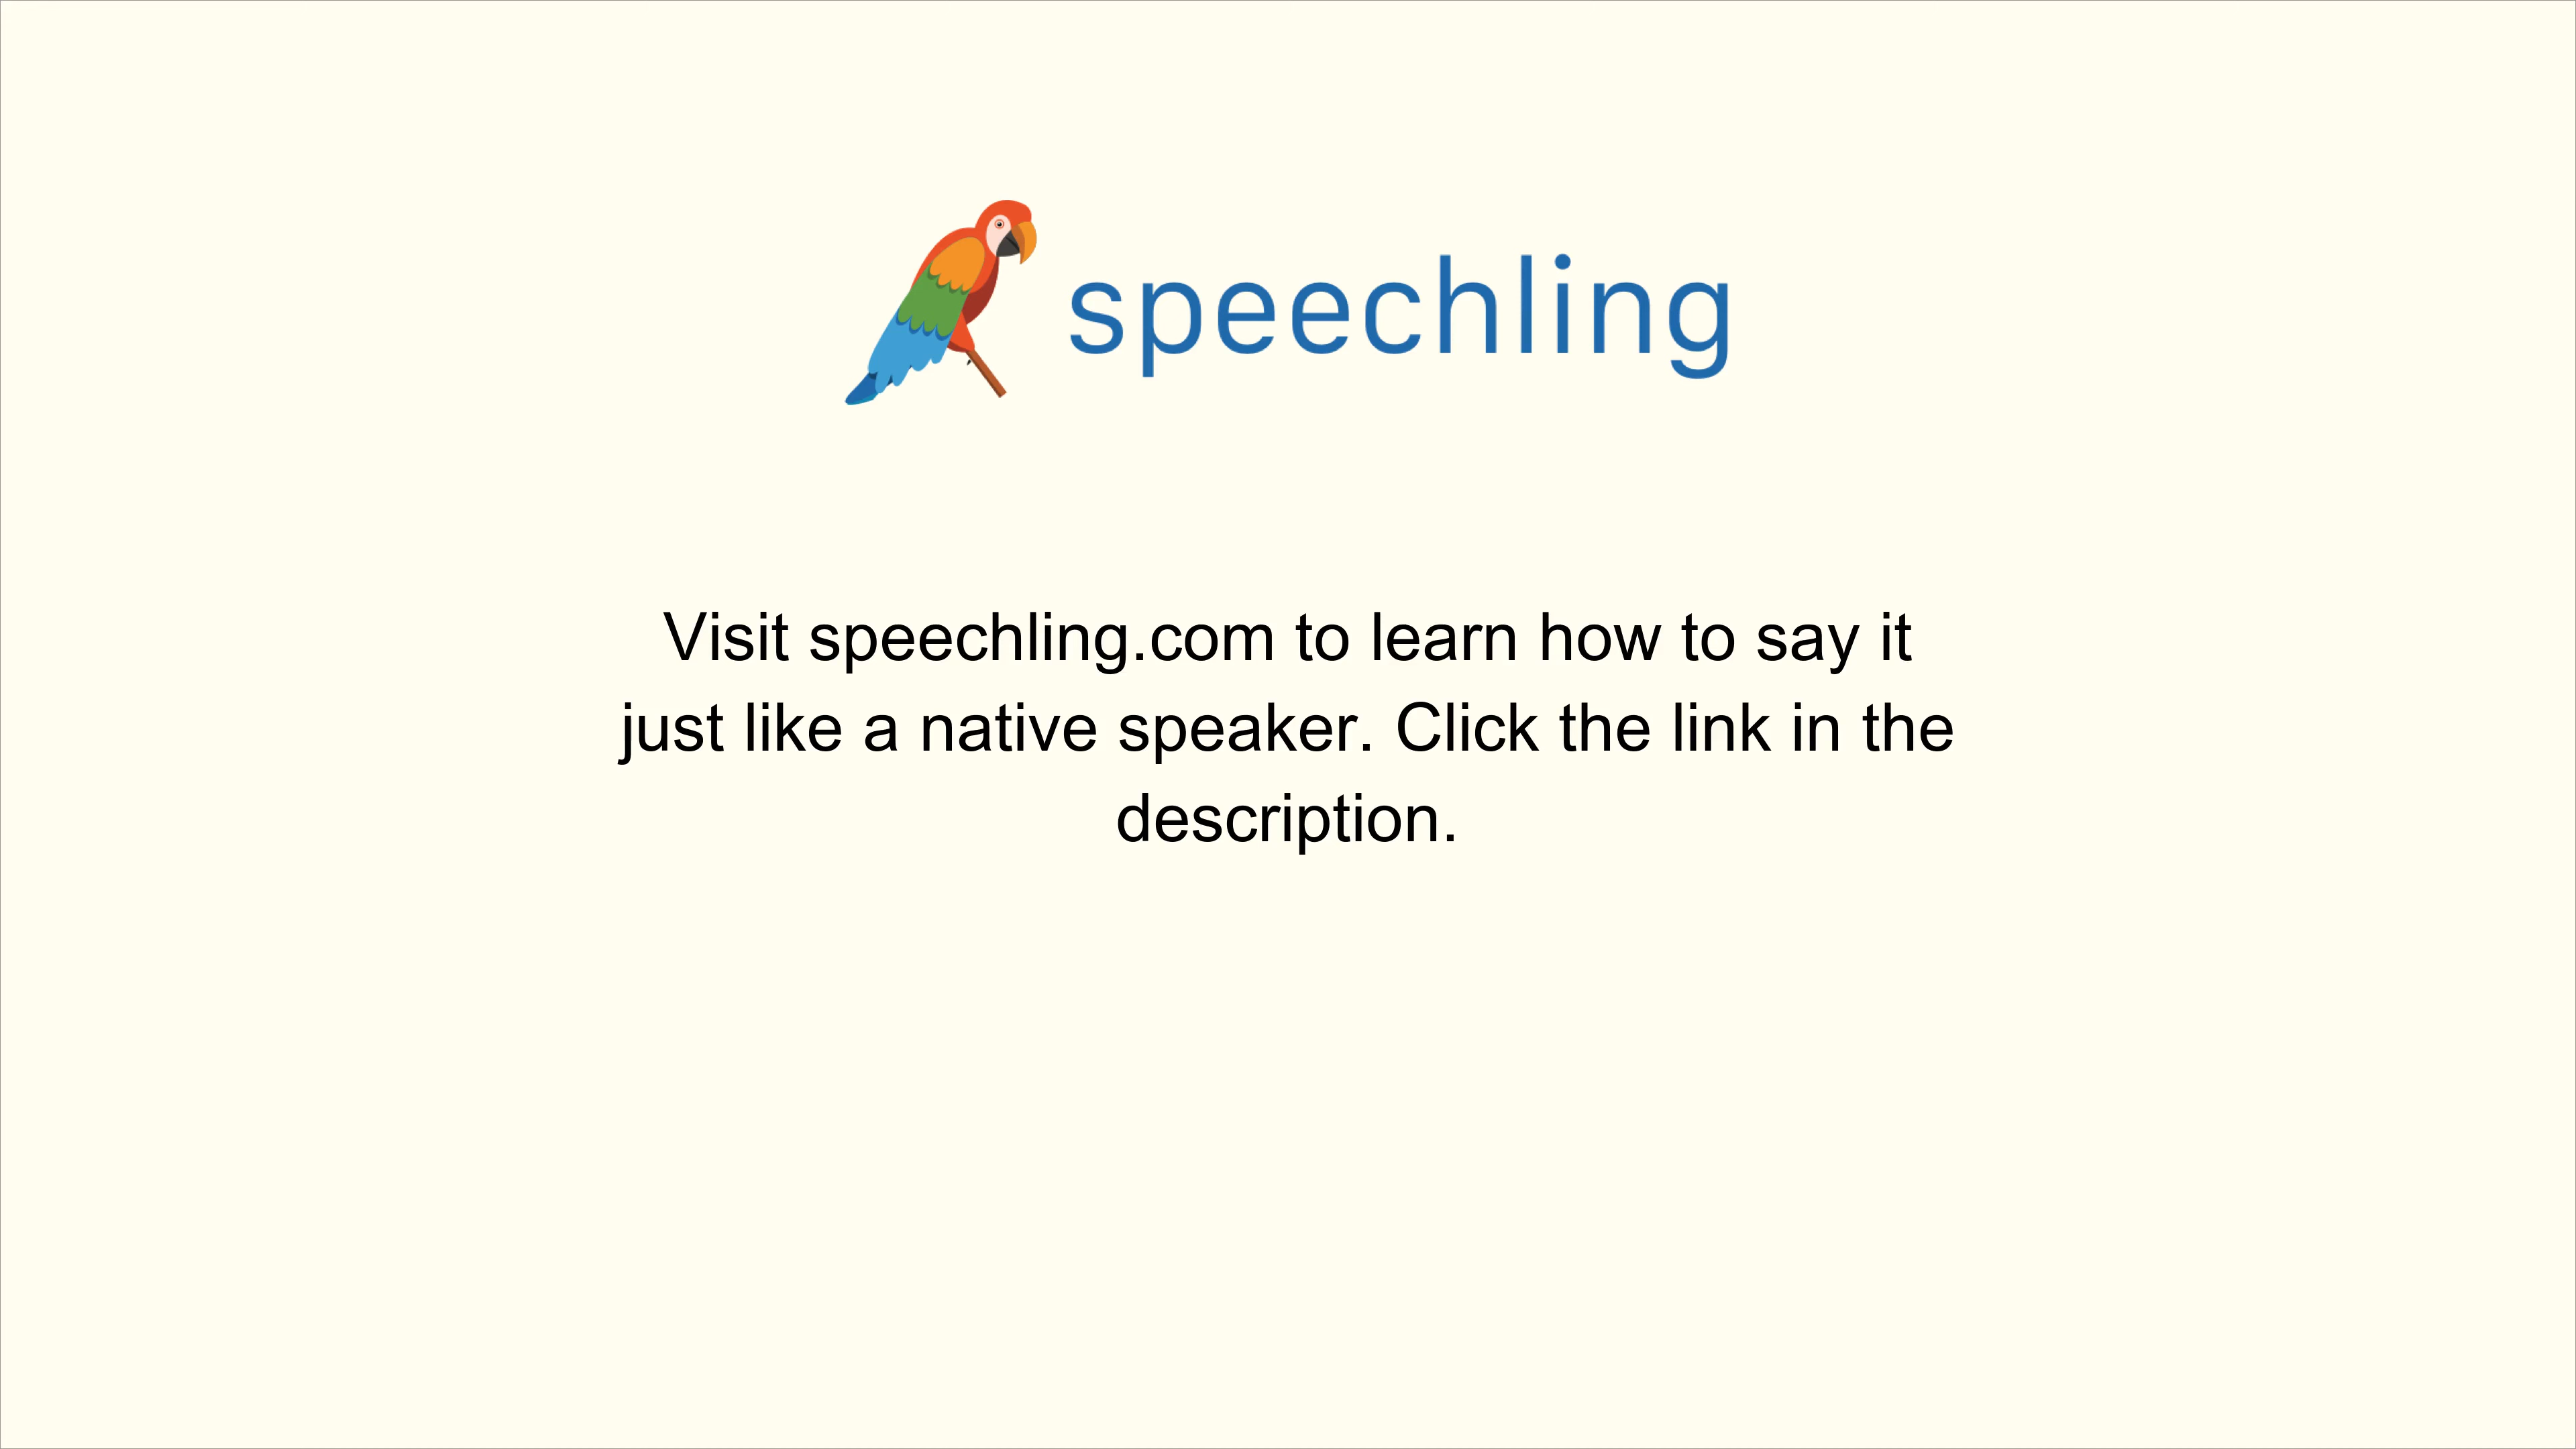 speechling
Visit speechling.com to learn how to say it
just like a native speaker. Click the link in the
description.